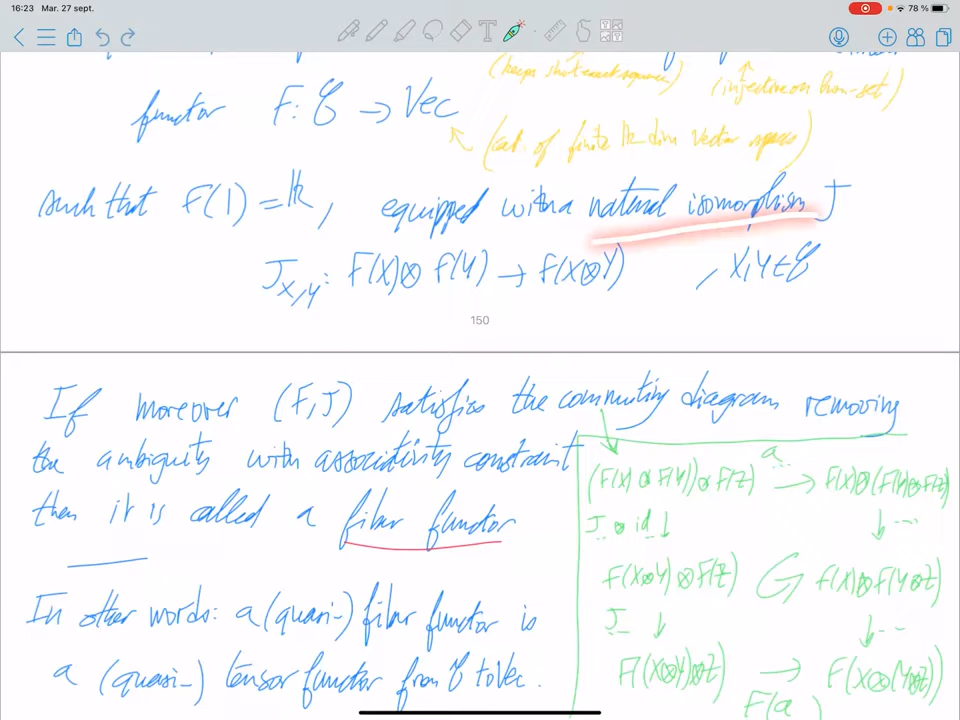 16:23 Mar. 27 sept. 78 %
(keeps short exact sequence) (injective on Hom-set)
functor F: 𝒞 → Vec
(cat. of finite 𝕜-dim vector spaces)
such that F(1) = 𝕜, equipped with a natural isomorphism J
J_{X,Y}: F(X)⊗ F(Y) → F(X⊗Y) , X,Y ∈ 𝒞
150
If moreover (F,J) satisfies the commuting diagram removing
the ambiguity with associativity constraint
then it is called a fiber functor
In other words: a (quasi-) fiber functor is
a (quasi-) tensor functor from 𝒞 to Vec.
(F(X)⊗F(Y))⊗F(Z) a → F(X)⊗(F(Y)⊗F(Z))
J⊗id ↓ ↓ ...
F(X⊗Y)⊗F(Z) F(X)⊗F(Y⊗Z)
J ↓ ↓ ...
F((X⊗Y)⊗Z) → F(X⊗(Y⊗Z))
F(a)